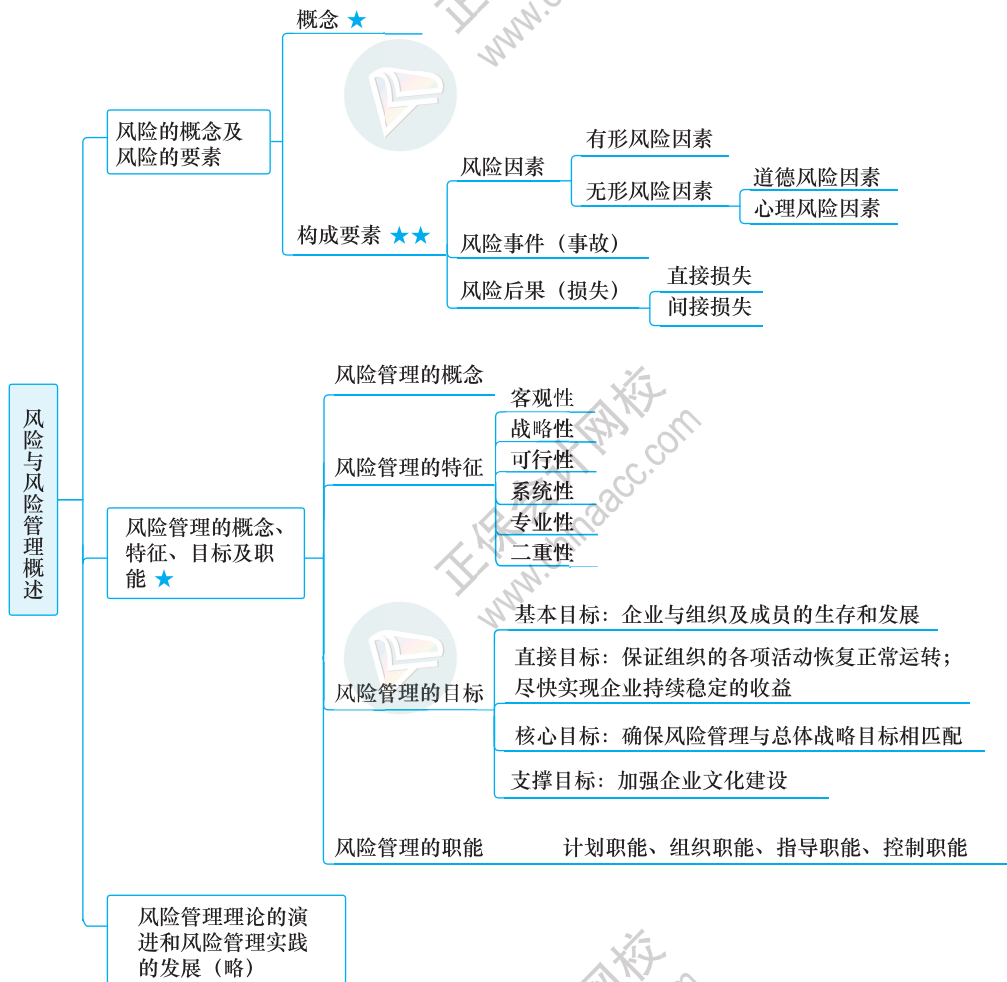 概念 ★
风险的概念及
风险的要素
构成要素 ★★
风险因素
有形风险因素
无形风险因素
道德风险因素
心理风险因素
风险事件（事故）
风险后果（损失）
直接损失
间接损失
风险与风险管理概述
风险管理的概念、
特征、目标及职
能 ★
风险管理的概念
风险管理的特征
客观性
战略性
可行性
系统性
专业性
二重性
风险管理的目标
基本目标：企业与组织及成员的生存和发展
直接目标：保证组织的各项活动恢复正常运转；
尽快实现企业持续稳定的收益
核心目标：确保风险管理与总体战略目标相匹配
支撑目标：加强企业文化建设
风险管理的职能
计划职能、组织职能、指导职能、控制职能
风险管理理论的演
进和风险管理实践
的发展（略）
正保会计网校
www.chinaacc.com
正
www.c
网校
m